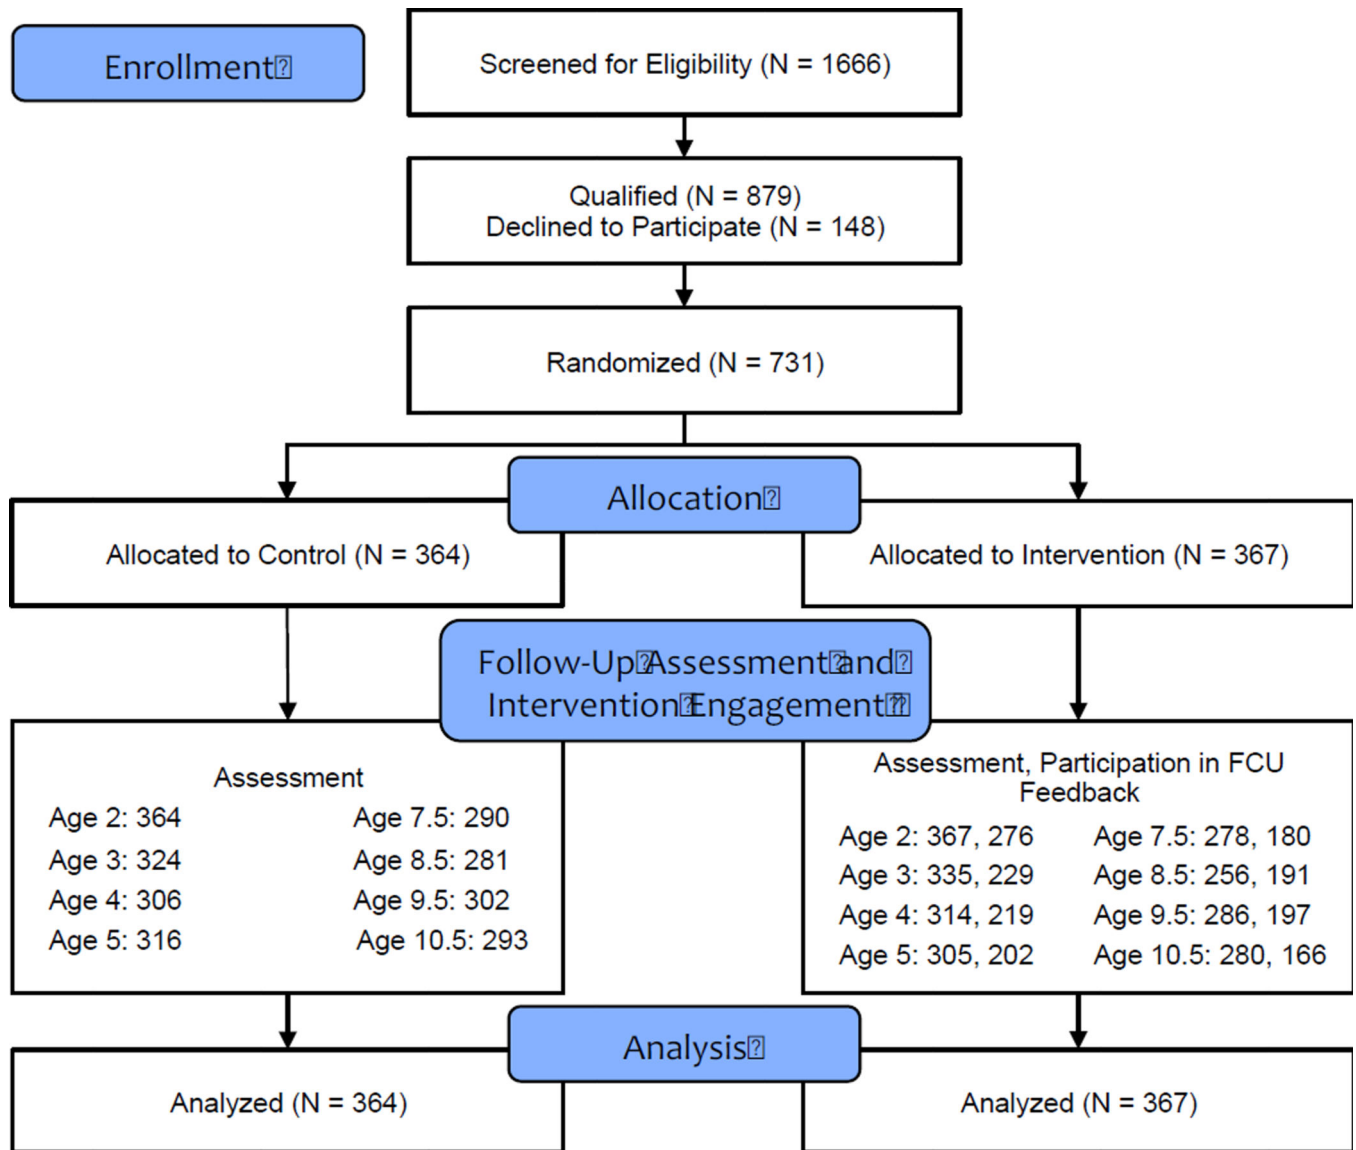 Enrollment
Screened for Eligibility (N = 1666)
Qualified (N = 879)
Declined to Participate (N = 148)
Randomized (N = 731)
Allocation
Allocated to Control (N = 364)
Allocated to Intervention (N = 367)
Follow-Up Assessment and
Intervention Engagement
Assessment
Age 2: 364
Age 7.5: 290
Age 3: 324
Age 8.5: 281
Age 4: 306
Age 9.5: 302
Age 5: 316
Age 10.5: 293
Assessment, Participation in FCU
Feedback
Age 2: 367, 276
Age 7.5: 278, 180
Age 3: 335, 229
Age 8.5: 256, 191
Age 4: 314, 219
Age 9.5: 286, 197
Age 5: 305, 202
Age 10.5: 280, 166
Analysis
Analyzed (N = 364)
Analyzed (N = 367)